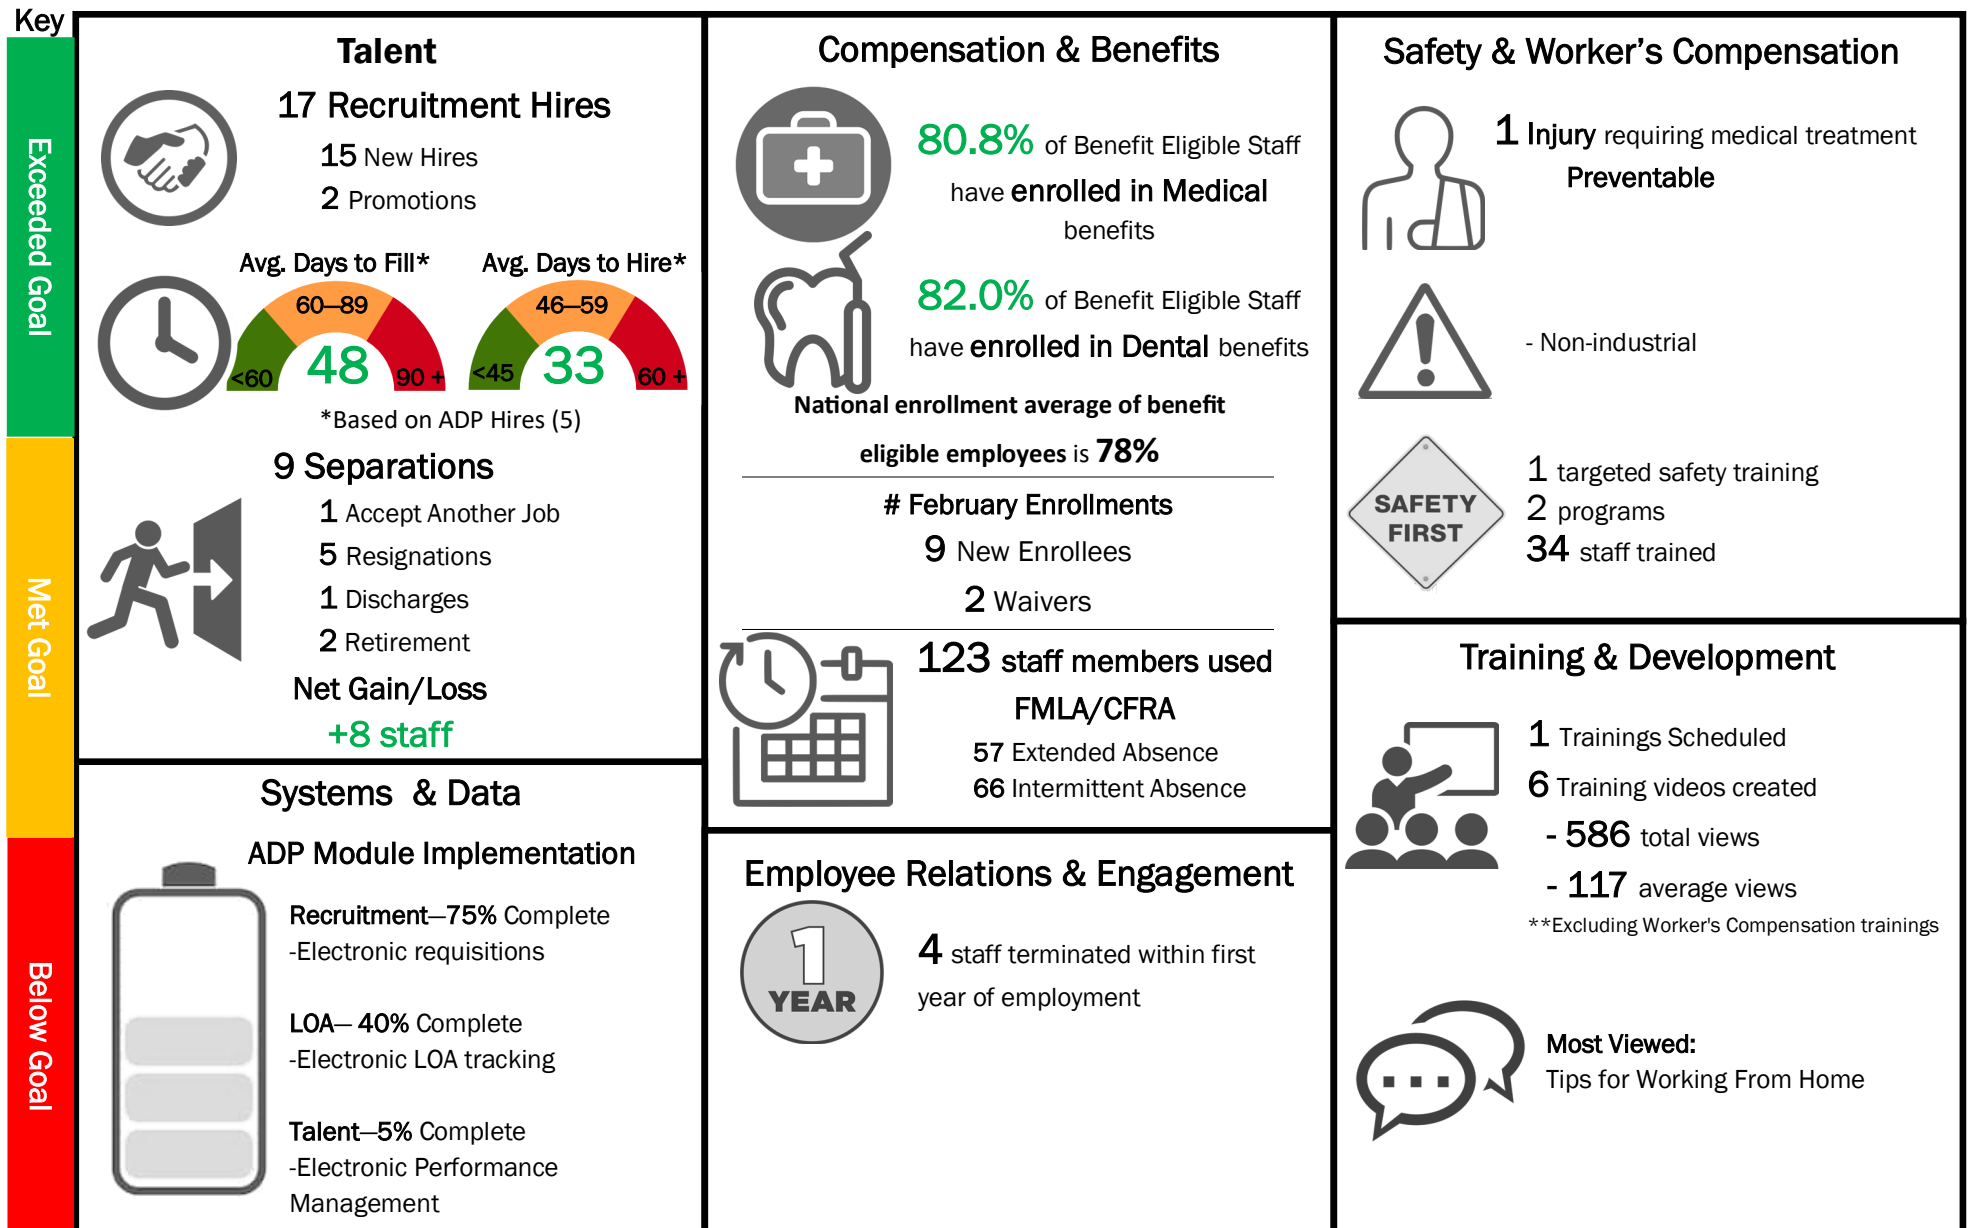 Key
Exceeded Goal
Met Goal
Below Goal
Talent
17 Recruitment Hires
15 New Hires
2 Promotions
Avg. Days to Fill*
60—89
<60
48
90 +
Avg. Days to Hire*
46—59
<45
33
60 +
*Based on ADP Hires (5)
9 Separations
1 Accept Another Job
5 Resignations
1 Discharges
2 Retirement
Net Gain/Loss
+8 staff
Systems & Data
ADP Module Implementation
Recruitment—75% Complete
-Electronic requisitions
LOA— 40% Complete
-Electronic LOA tracking
Talent—5% Complete
-Electronic Performance
Management
Compensation & Benefits
80.8% of Benefit Eligible Staff
have enrolled in Medical
benefits
82.0% of Benefit Eligible Staff
have enrolled in Dental benefits
National enrollment average of benefit
eligible employees is 78%
# February Enrollments
9 New Enrollees
2 Waivers
123 staff members used
FMLA/CFRA
57 Extended Absence
66 Intermittent Absence
Employee Relations & Engagement
1
YEAR
4 staff terminated within first
year of employment
Safety & Worker's Compensation
1 Injury requiring medical treatment
Preventable
- Non-industrial
SAFETY
FIRST
1 targeted safety training
2 programs
34 staff trained
Training & Development
1 Trainings Scheduled
6 Training videos created
- 586 total views
- 117 average views
**Excluding Worker's Compensation trainings
Most Viewed:
Tips for Working From Home